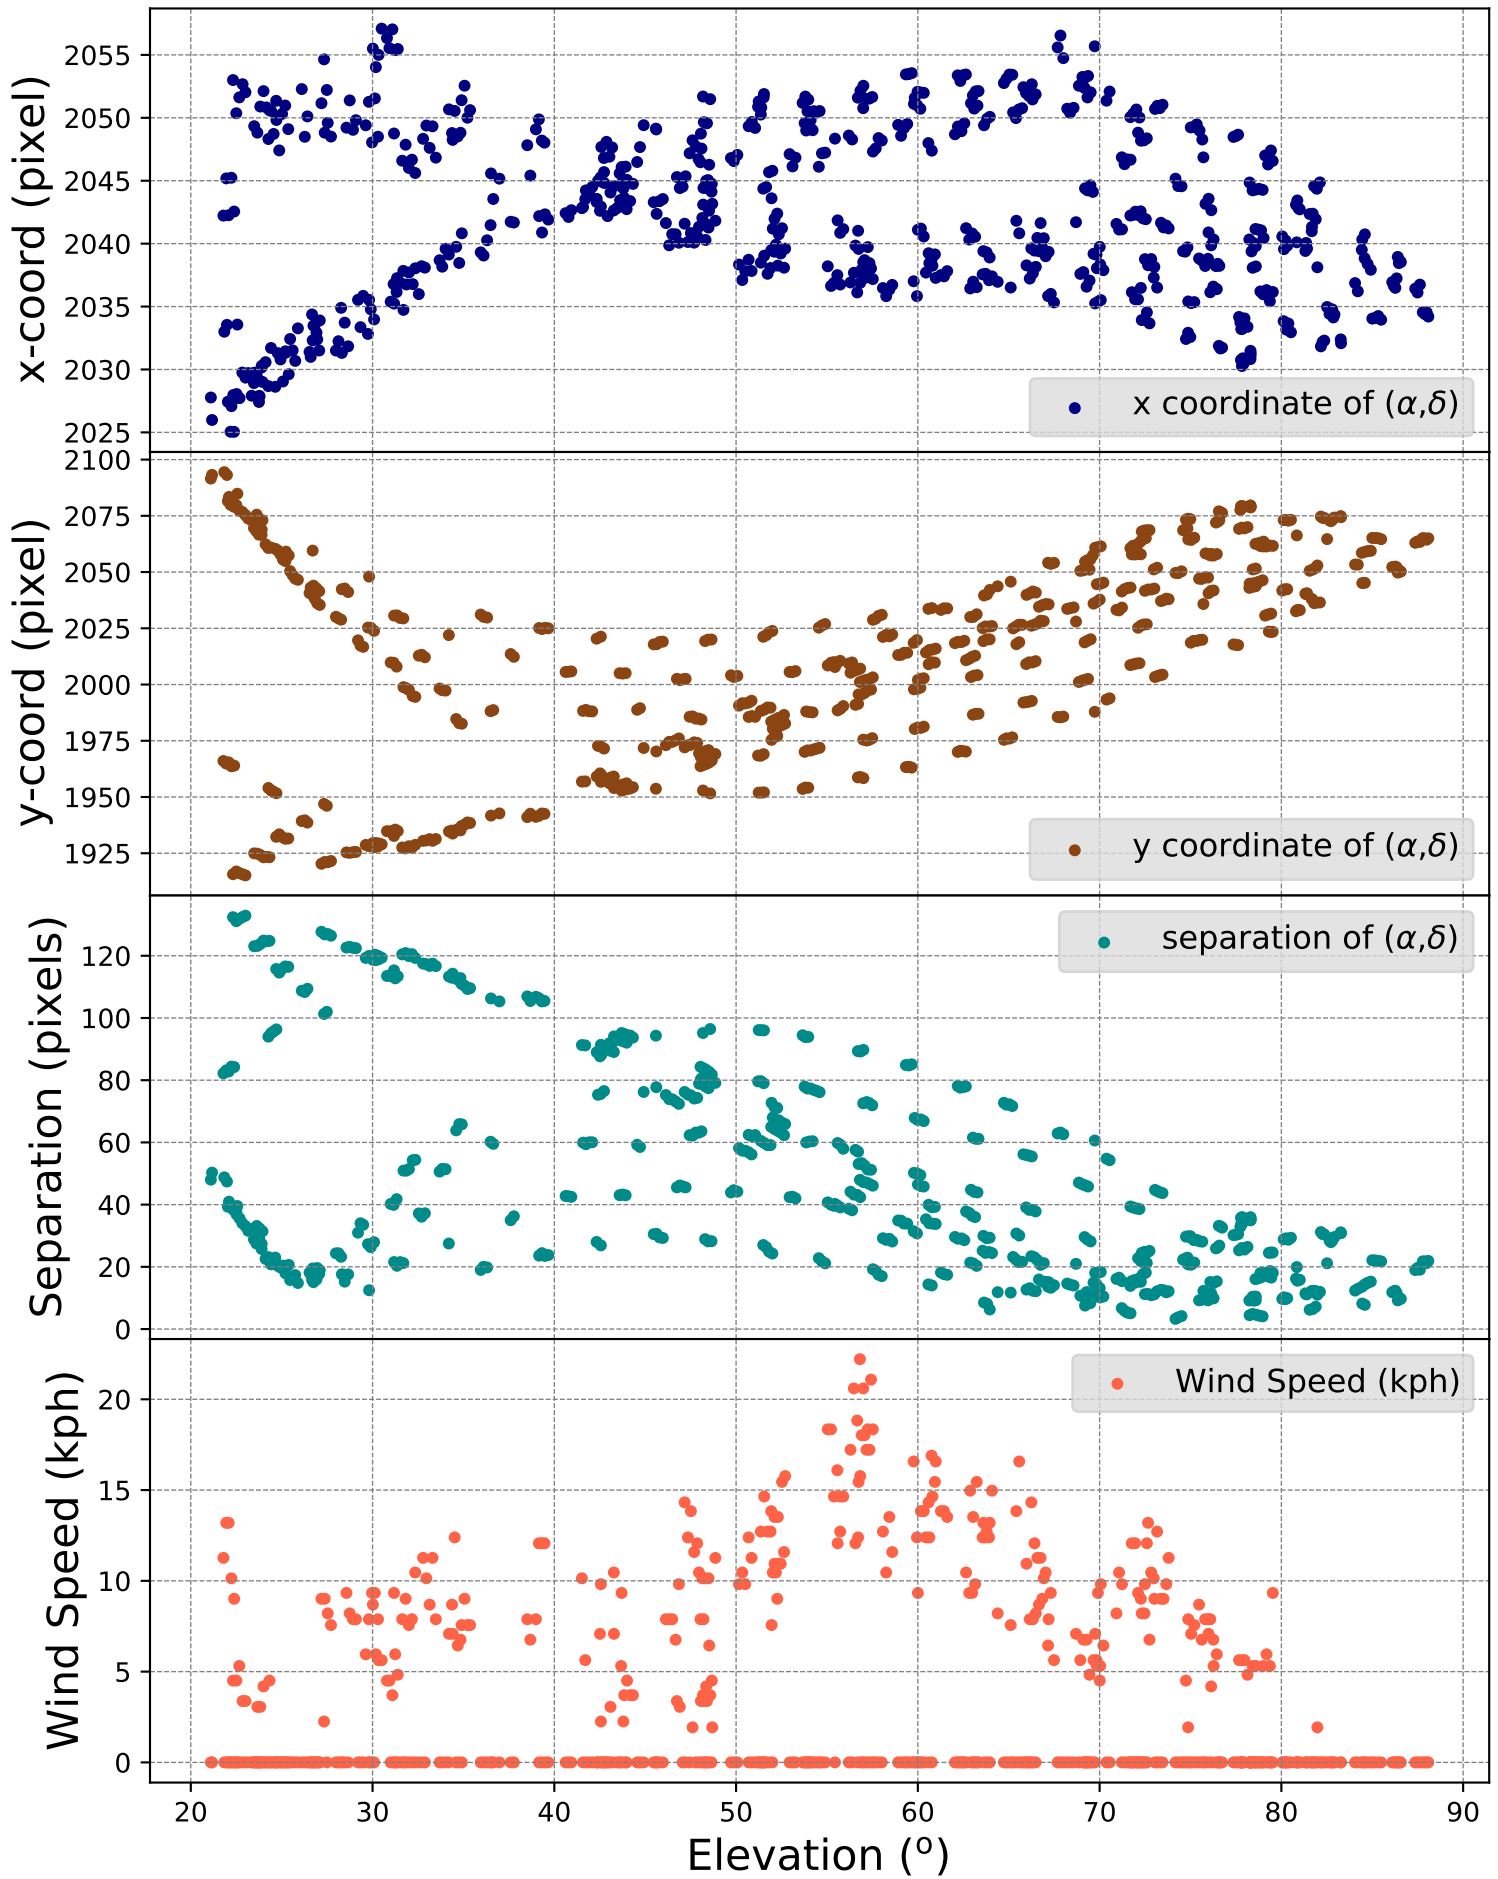 2055
2050
2045
2040
2035
2030
2025
x-coord (pixel)
x coordinate of (α,δ)
2100
2075
2050
2025
2000
1975
1950
1925
y-coord (pixel)
y coordinate of (α,δ)
120
100
80
60
40
20
0
Separation (pixels)
separation of (α,δ)
20
15
10
5
0
Wind Speed (kph)
Wind Speed (kph)
20 30 40 50 60 70 80 90
Elevation (°)